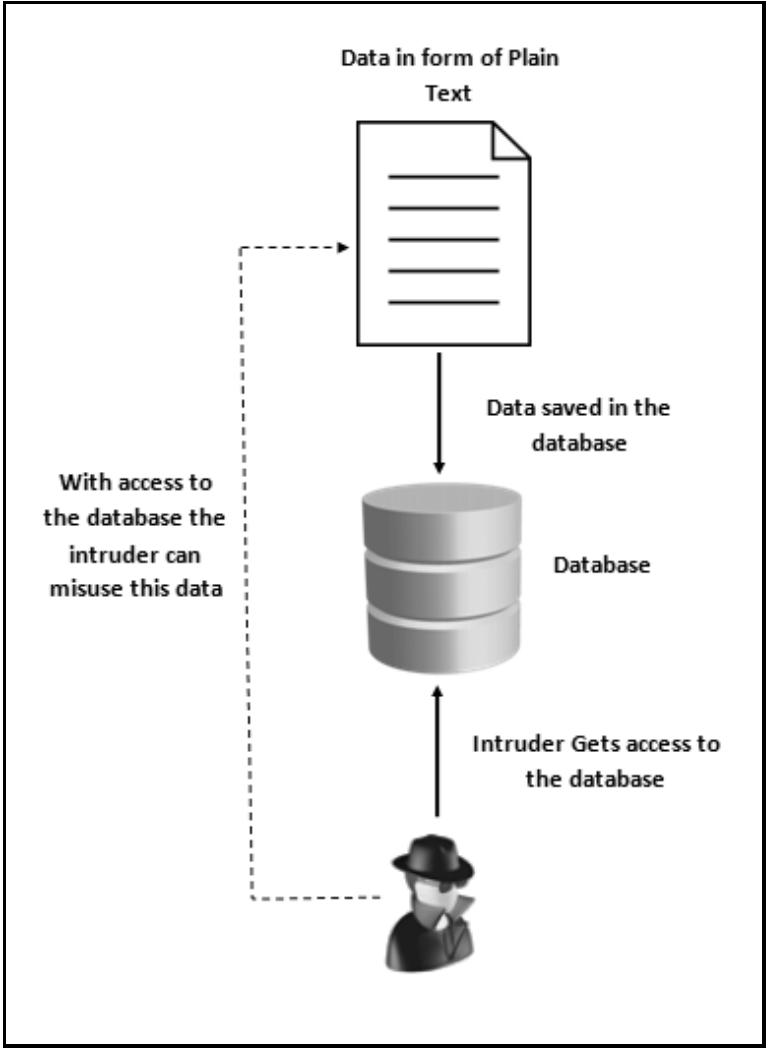 Data in form of Plain
Text
Data saved in the
database
With access to
the database the
intruder can
misuse this data
Database
Intruder Gets access to
the database